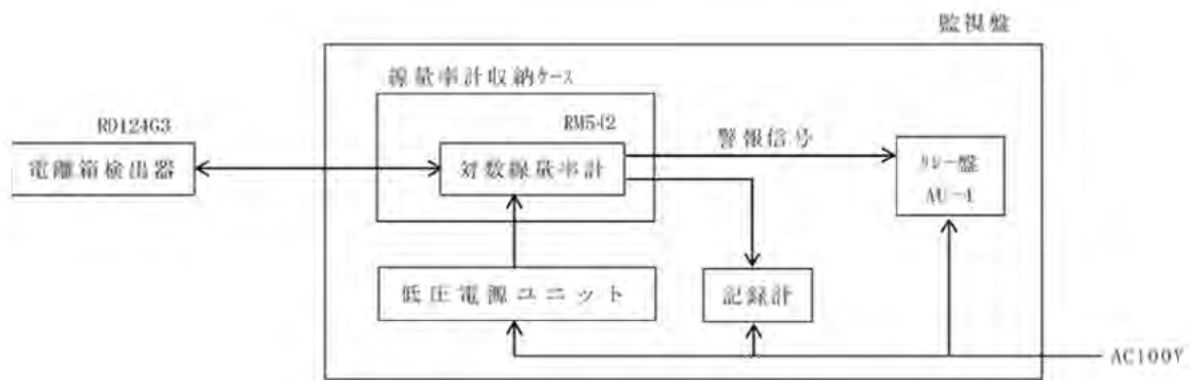 監視盤
線量率計収納ケース
RD124G3
RM542
電離箱検出器
対数線量率計
警報信号
リレー盤
AU-4
低圧電源ユニット
記録計
AC100V